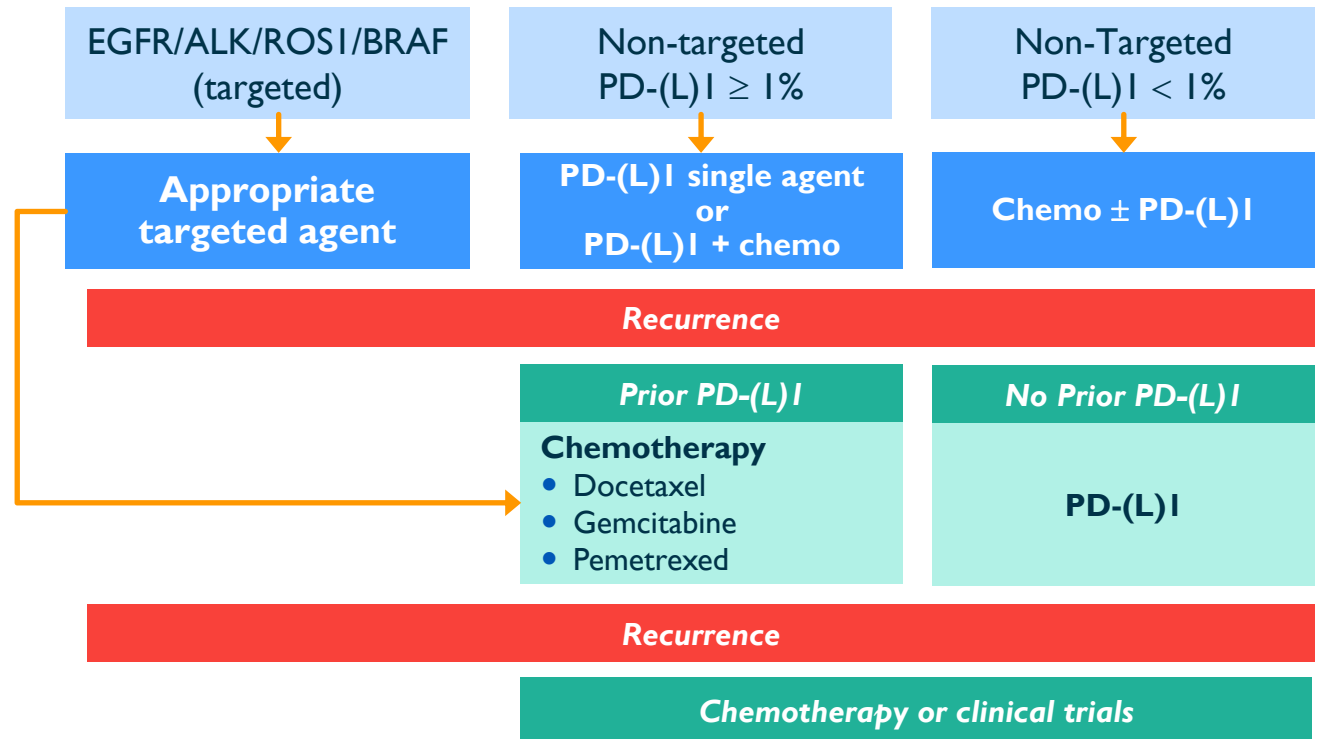 EGFR/ALK/ROS1/BRAF
(targeted)
Non-targeted
PD-(L)1 ≥ 1%
Non-Targeted
PD-(L)1 < 1%
Appropriate
targeted agent
PD-(L)1 single agent
or
PD-(L)1 + chemo
Chemo ± PD-(L)1
Recurrence
Prior PD-(L)1
No Prior PD-(L)1
Chemotherapy
• Docetaxel
• Gemcitabine
• Pemetrexed
PD-(L)1
Recurrence
Chemotherapy or clinical trials